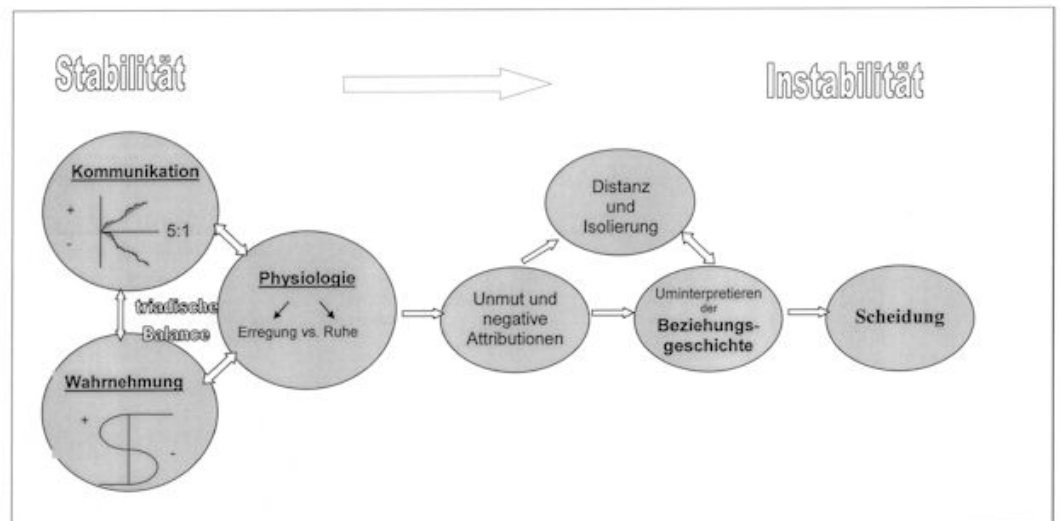 Stabilität
Instabilität
Kommunikation
+
-
5:1
triadische
Balance
Wahrnehmung
+
-
Physiologie
Erregung vs. Ruhe
Unmut und
negative
Attributionen
Distanz
und
Isolierung
Uminterpretieren
der
Beziehungs-
geschichte
Scheidung